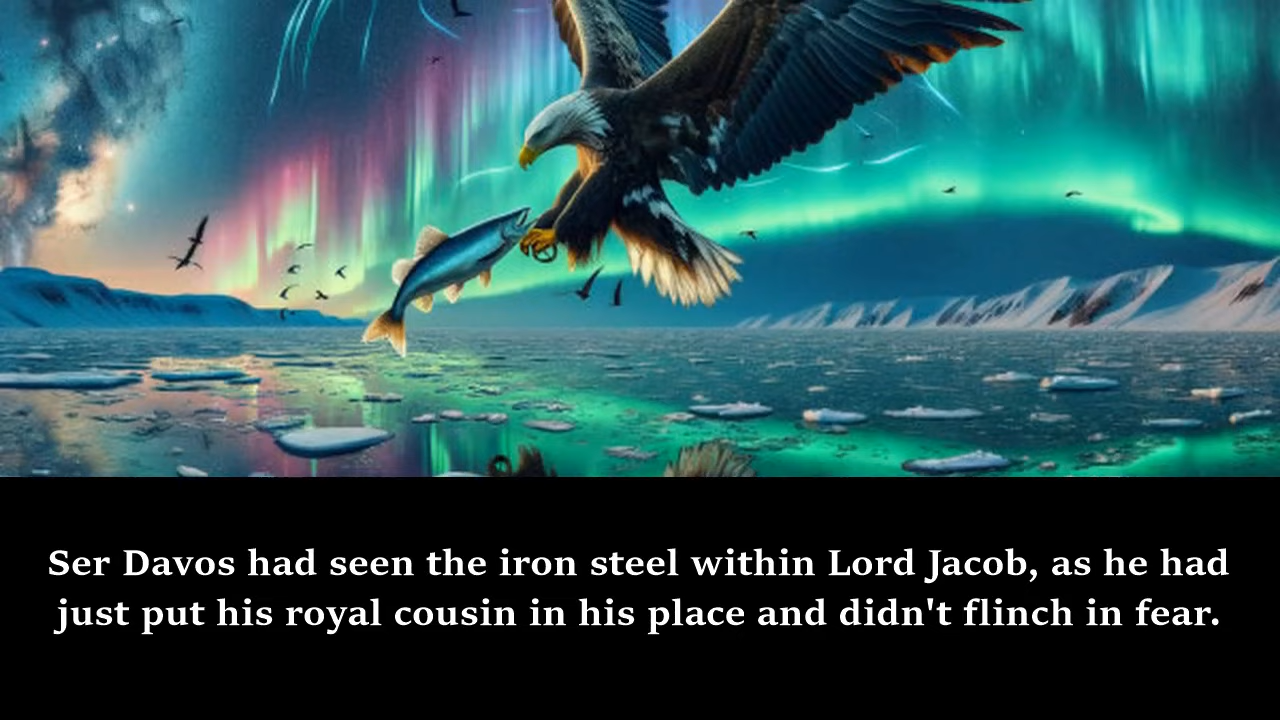 Ser Davos had seen the iron steel within Lord Jacob, as he had
just put his royal cousin in his place and didn't flinch in fear.